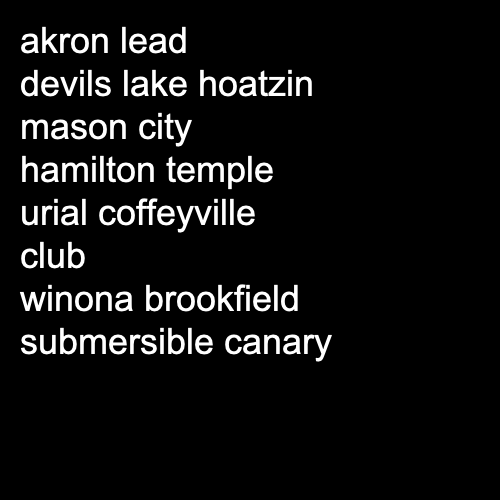 akron lead
devils lake hoatzin
mason city
hamilton temple
urial coffeyville
club
winona brookfield
submersible canary